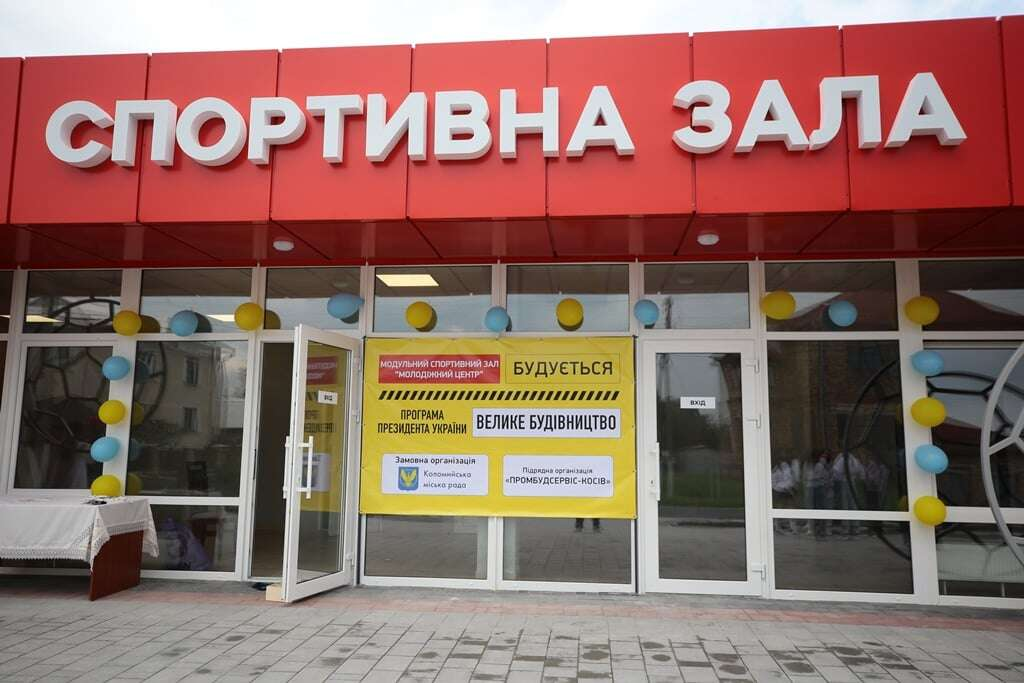 СПОРТИВНА ЗАЛА
МОДУЛЬНИЙ СПОРТИВНИЙ ЗАЛ
"МОЛОДІЖНИЙ ЦЕНТР"
БУДУЄТЬСЯ
ПРОГРАМА
ПРЕЗИДЕНТА УКРАЇНИ
ВЕЛИКЕ БУДІВНИЦТВО
Замовна організація
Коломийська
міська рада
Підрядна організація
«ПРОМБУДСЕРВІС-КОСІВ»
ВХІД
ВХІД